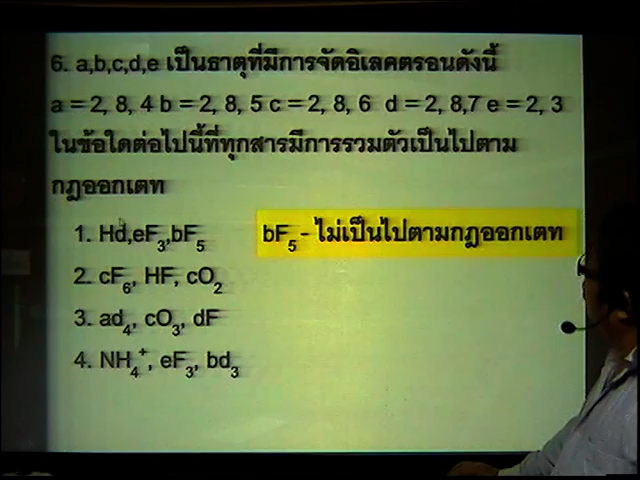 6. a,b,c,d,e เป็นธาตุที่มีการจัดอิเลคตรอนดังนี้
a = 2, 8, 4 b = 2, 8, 5 c = 2, 8, 6 d = 2, 8,7 e = 2, 3
ในข้อใดต่อไปนี้ที่ทุกสารมีการรวมตัวเป็นไปตาม
กฎออกเตท
1. Hd,eF₃,bF₅ bF₅ - ไม่เป็นไปตามกฎออกเตท
2. cF₆, HF, cO₂
3. ad₄, cO₃, dF
4. NH₄⁺, eF₃, bd₃